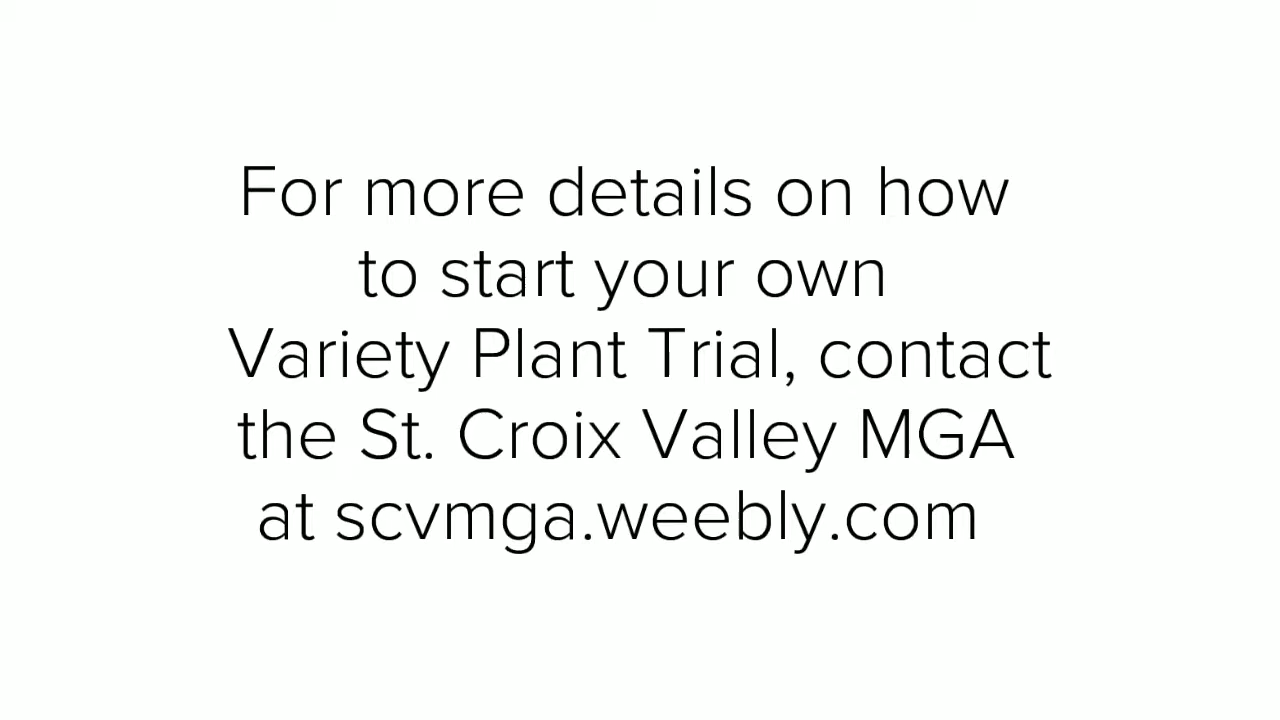 For more details on how
to start your own
Variety Plant Trial, contact
the St. Croix Valley MGA
at scvmga.weebly.com